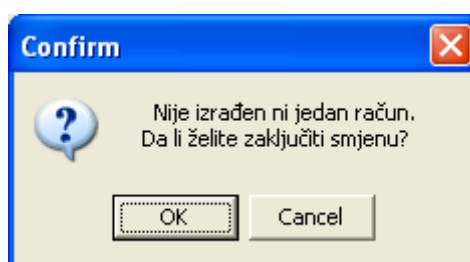 Confirm
Nije izrađen ni jedan račun.
Da li želite zaključiti smjenu?
OK
Cancel